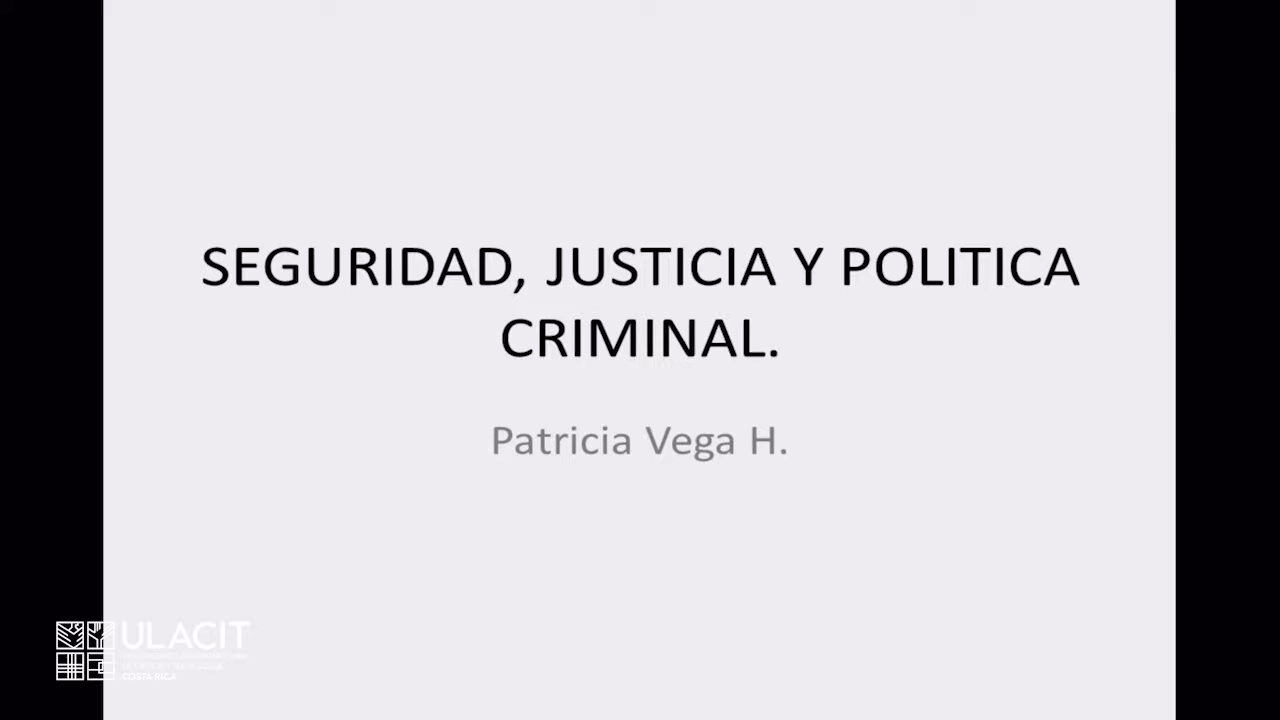 SEGURIDAD, JUSTICIA Y POLITICA
CRIMINAL.
Patricia Vega H.
ULACIT
COSTA RICA